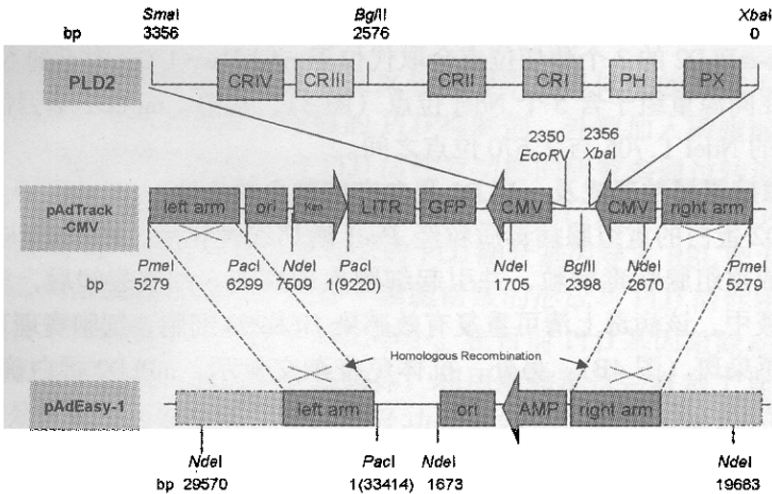 SmaI BglII XbaI
bp 3356 2576 0
PLD2 CRIV CRIII CRII CRI PH PX
2350 2356
EcoRV XbaI
pAdTrack -CMV left arm ori Kan LITR GFP CMV CMV right arm
PmeI PacI NdeI PacI NdeI BglII NdeI PmeI
bp 5279 6299 7509 1(9220) 1705 2398 2670 5279
Homologous Recombination
pAdEasy-1 left arm ori AMP right arm
NdeI PacI NdeI NdeI
bp 29570 1(33414) 1673 19683